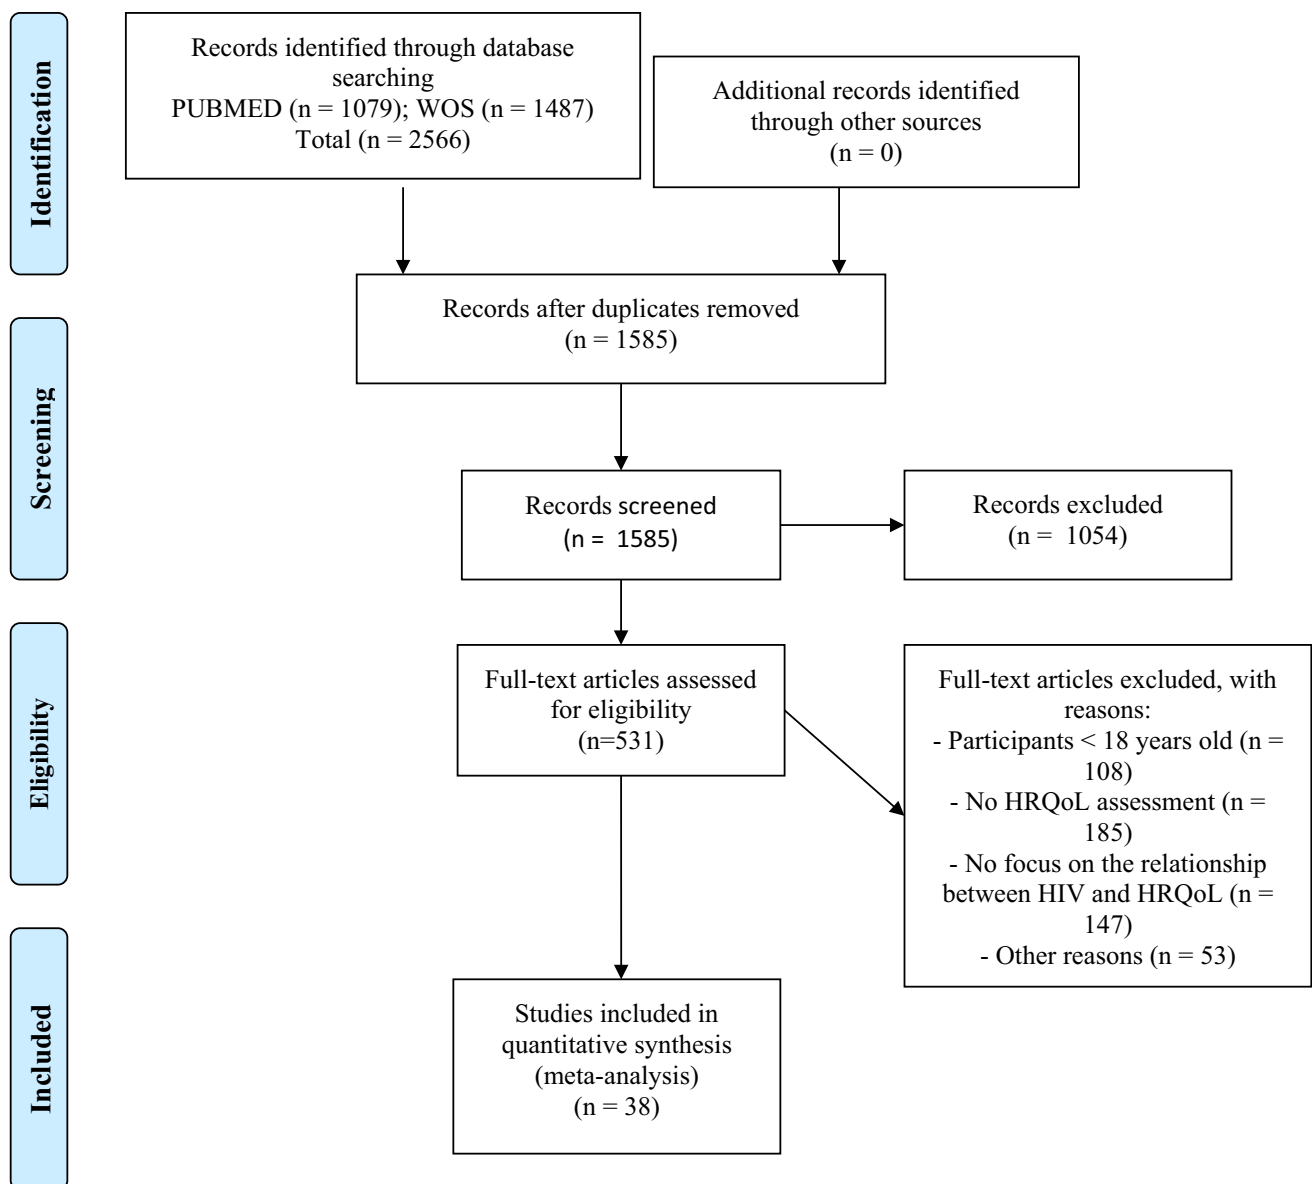 Identification
Records identified through database
searching
PUBMED (n = 1079); WOS (n = 1487)
Total (n = 2566)
Additional records identified
through other sources
(n = 0)
Records after duplicates removed
(n = 1585)
Screening
Records screened
(n = 1585)
Records excluded
(n = 1054)
Eligibility
Full-text articles assessed
for eligibility
(n=531)
Full-text articles excluded, with
reasons:
- Participants < 18 years old (n =
108)
- No HRQoL assessment (n =
185)
- No focus on the relationship
between HIV and HRQoL (n =
147)
- Other reasons (n = 53)
Included
Studies included in
quantitative synthesis
(meta-analysis)
(n = 38)